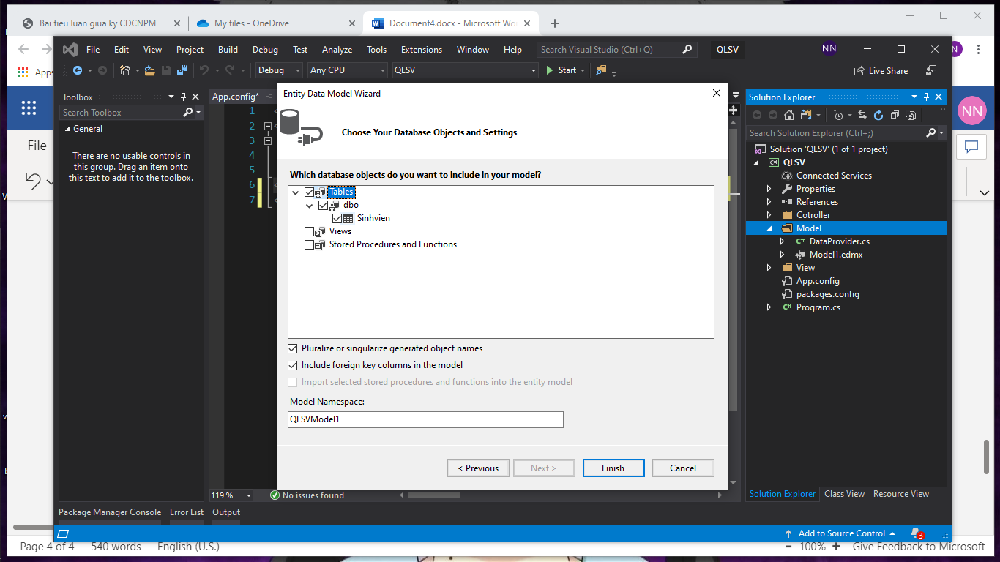 Bai tieu luan giua ky CDCNPM
My files - OneDrive
Document4.docx - Microsoft Wo
Apps
File Edit View Project Build Debug Test Analyze Tools Extensions Window Help
Search Visual Studio (Ctrl+Q)
QLSV
NN
Debug
Any CPU
QLSV
Start
Live Share
Toolbox
Search Toolbox
General
There are no usable controls in
this group. Drag an item onto
this text to add it to the toolbox.
App.config*
1
2
3
4
5
6
7
119 %
No issues found
Entity Data Model Wizard
Choose Your Database Objects and Settings
Which database objects do you want to include in your model?
Tables
dbo
Sinhvien
Views
Stored Procedures and Functions
Pluralize or singularize generated object names
Include foreign key columns in the model
Import selected stored procedures and functions into the entity model
Model Namespace:
QLSVModel1
< Previous
Next >
Finish
Cancel
Solution Explorer
Search Solution Explorer (Ctrl+;)
Solution 'QLSV' (1 of 1 project)
C# QLSV
Connected Services
Properties
References
Cotroller
Model
C# DataProvider.cs
Model1.edmx
View
App.config
packages.config
C# Program.cs
Solution Explorer Class View Resource View
Package Manager Console Error List Output
Add to Source Control
3
File
NN
N
Page 4 of 4 540 words English (U.S.)
100%
Give Feedback to Microsoft